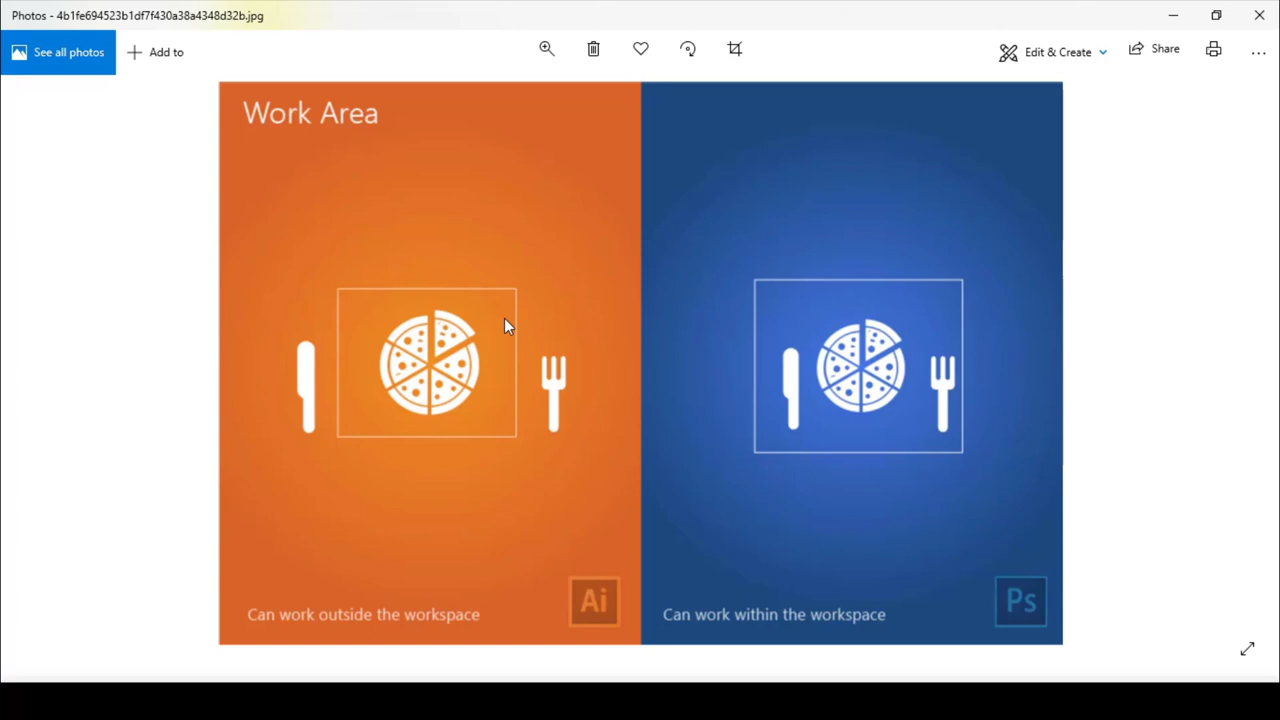 Photos - 4b1fe694523b1df7f430a38a4348d32b.jpg
See all photos
Add to
Edit & Create
Share
Work Area
Can work outside the workspace
Ai
Can work within the workspace
Ps